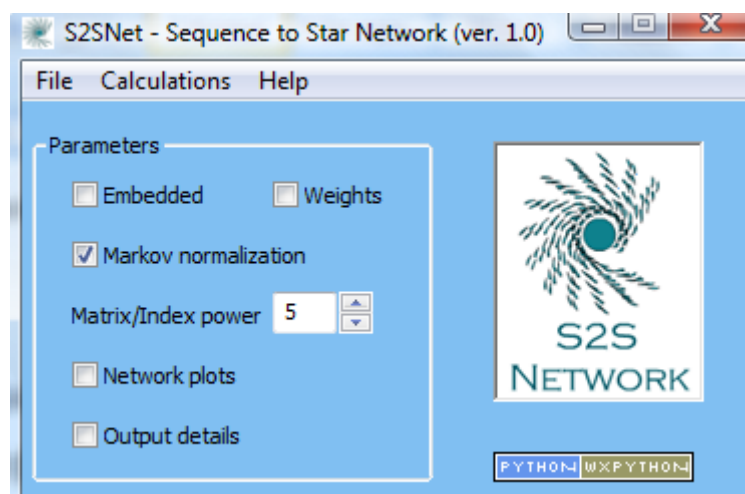 S2SNet - Sequence to Star Network (ver. 1.0)
File Calculations Help
Parameters
Embedded Weights
Markov normalization
Matrix/Index power 5
Network plots
Output details
S2S
NETWORK
PYTHON WXPYTHON